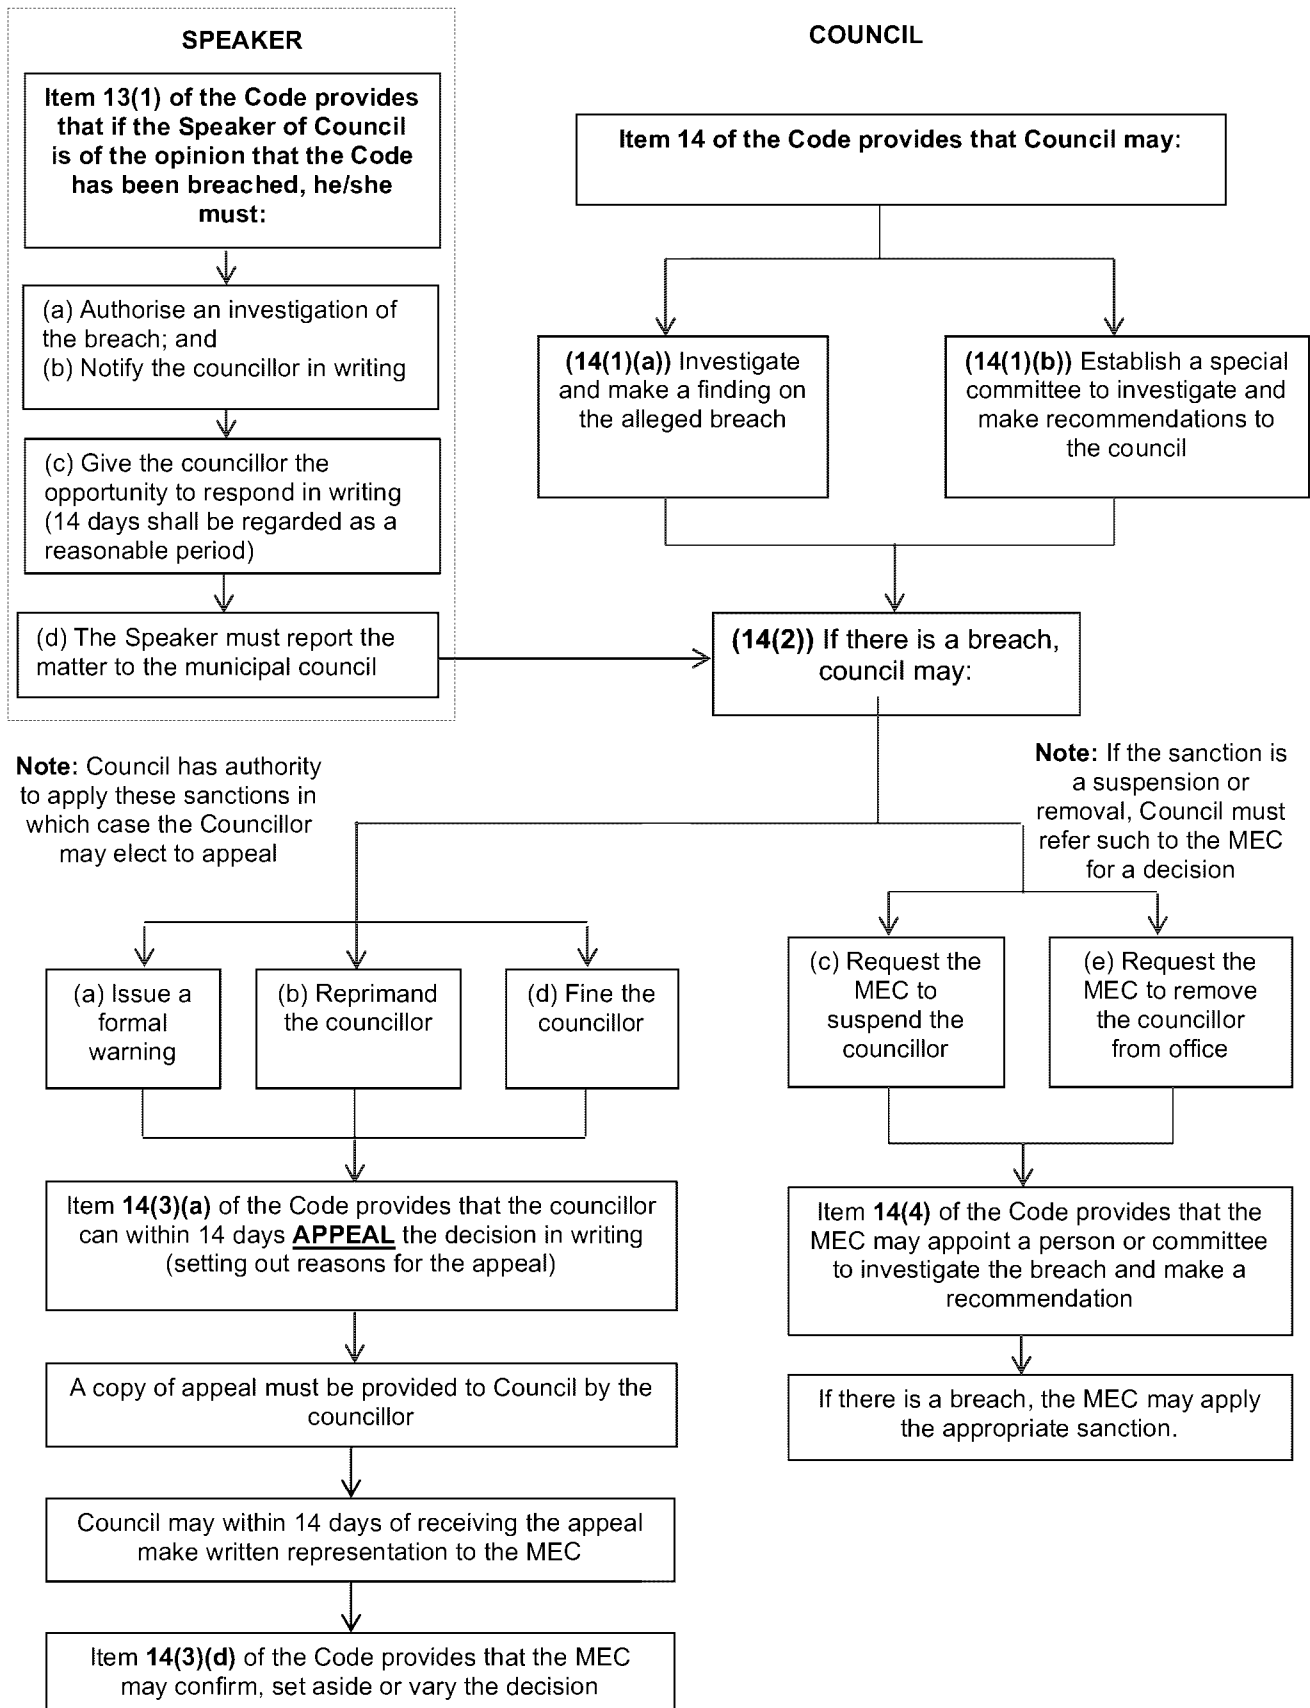 SPEAKER
Item 13(1) of the Code provides
that if the Speaker of Council
is of the opinion that the Code
has been breached, he/she
must:
(a) Authorise an investigation of
the breach; and
(b) Notify the councillor in writing
(c) Give the councillor the
opportunity to respond in writing
(14 days shall be regarded as a
reasonable period)
(d) The Speaker must report the
matter to the municipal council
COUNCIL
Item 14 of the Code provides that Council may:
(14(1)(a)) Investigate
and make a finding on
the alleged breach
(14(1)(b)) Establish a special
committee to investigate and
make recommendations to
the council
(14(2)) If there is a breach,
council may:
Note: Council has authority
to apply these sanctions in
which case the Councillor
may elect to appeal
Note: If the sanction is
a suspension or
removal, Council must
refer such to the MEC
for a decision
(a) Issue a
formal
warning
(b) Reprimand
the councillor
(d) Fine the
councillor
(c) Request the
MEC to
suspend the
councillor
(e) Request the
MEC to remove
the councillor
from office
Item 14(3)(a) of the Code provides that the councillor
can within 14 days APPEAL the decision in writing
(setting out reasons for the appeal)
A copy of appeal must be provided to Council by the
councillor
Council may within 14 days of receiving the appeal
make written representation to the MEC
Item 14(3)(d) of the Code provides that the MEC
may confirm, set aside or vary the decision
Item 14(4) of the Code provides that the
MEC may appoint a person or committee
to investigate the breach and make a
recommendation
If there is a breach, the MEC may apply
the appropriate sanction.